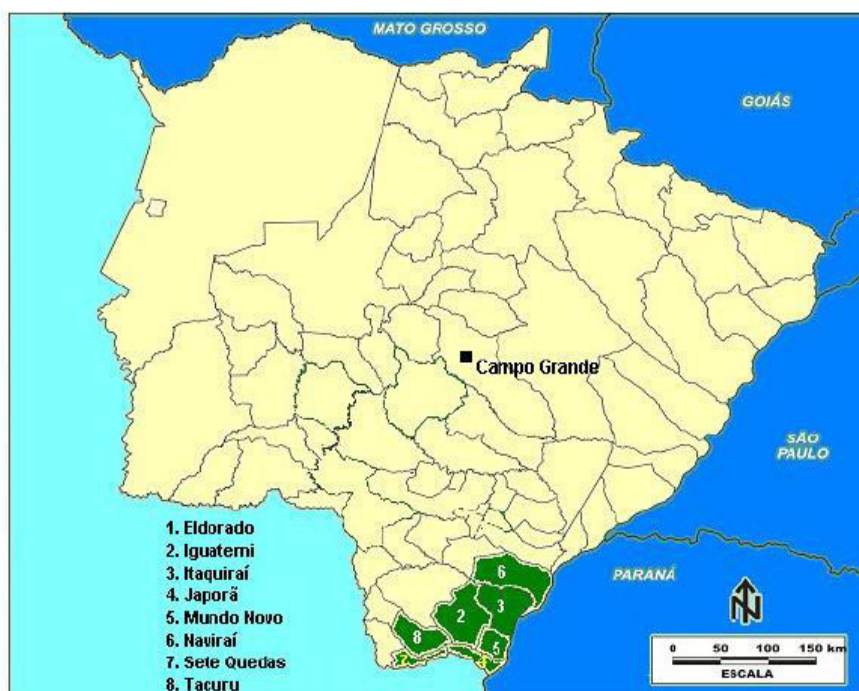 MATO GROSSO
GOIÁS
Campo Grande
SÃO
PAULO
1. Eldorado
2. Iguatemi
3. Itaquiraí
4. Japorã
5. Mundo Novo
6. Naviraí
7. Sete Quedas
8. Tacuru
6
3
2
8
5
7
PARANÁ
N
0 50 100 150 km
ESCALA